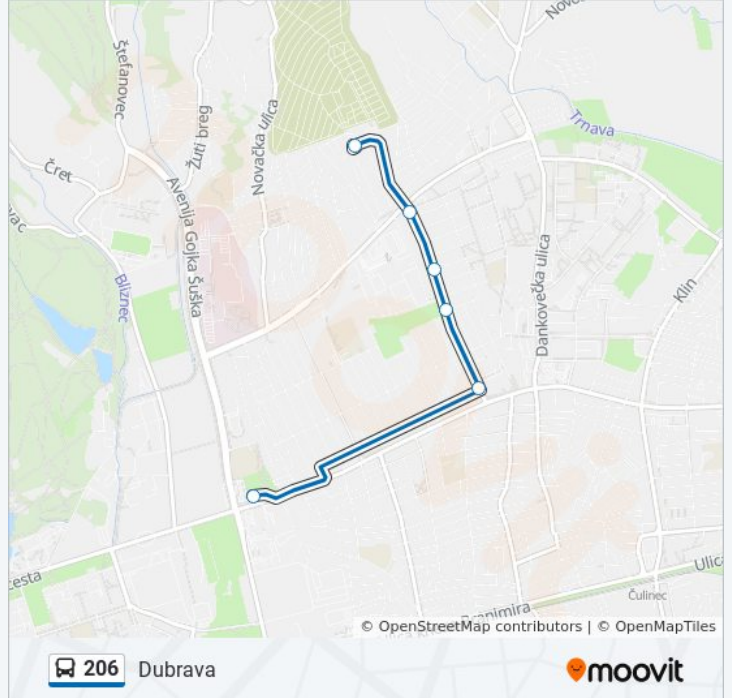 Novo
Štefanovec
Žuti breg
Novačka ulica
Trnava
Čret
Avenija Gojka Šuška
Bliznec
Dankovečka ulica
Klin
cesta
Ulica
Čulinec
Branimira
© OpenStreetMap contributors | © OpenMapTiles
206 Dubrava
moovit